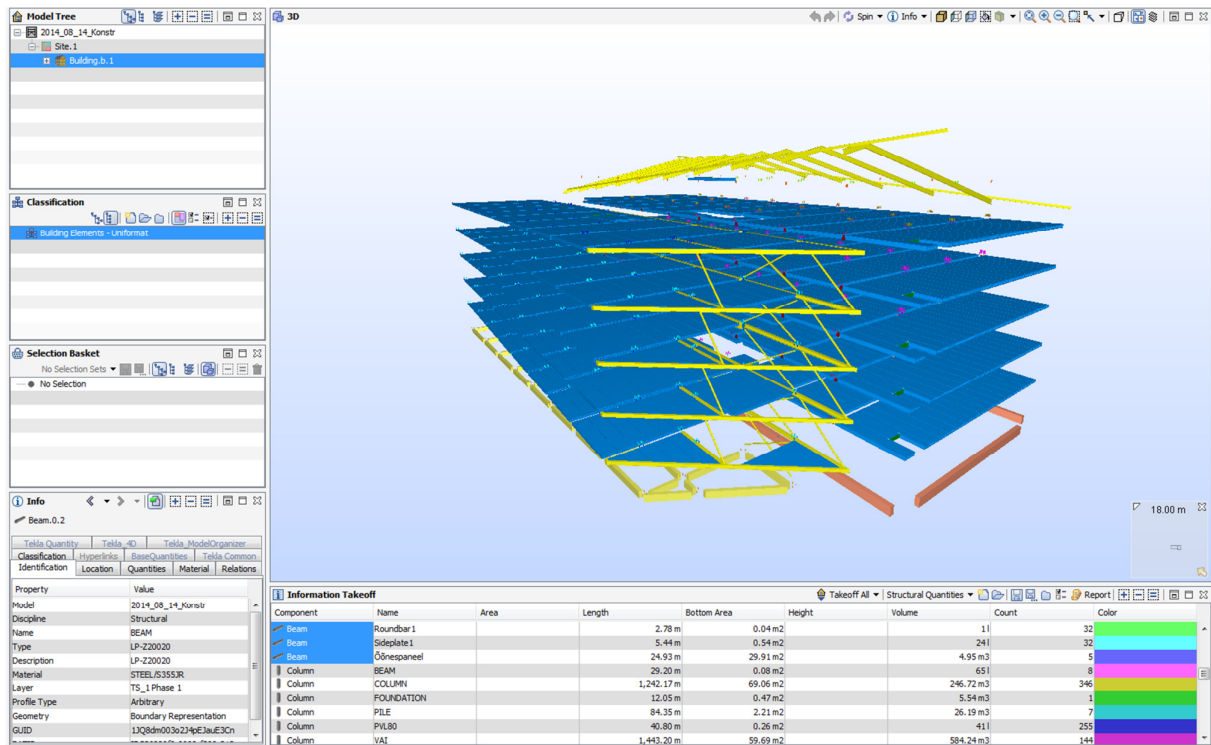 Model Tree
2014_08_14_Konstr
Site.1
Building.b.1
Classification
Building Elements - Uniformat
Selection Basket
No Selection Sets
No Selection
Info
Beam.0.2
Tekla Quantity Tekla_4D Tekla_ModelOrganizer
Classification Hyperlinks BaseQuantities Tekla Common
Identification Location Quantities Material Relations
Property Value
Model 2014_08_14_Konstr
Discipline Structural
Name BEAM
Type LP-Z20020
Description LP-Z20020
Material STEEL/S355JR
Layer TS_1 Phase 1
Profile Type Arbitrary
Geometry Boundary Representation
GUID 1JQ8dm003o2J4pEJauE3Cn
3D
Spin Info
18.00 m
Information Takeoff
Takeoff All Structural Quantities Report
Component Name Area Length Bottom Area Height Volume Count Color
Beam Roundbar1 2.78 m 0.04 m2 1 l 32
Beam Sideplate1 5.44 m 0.54 m2 24 l 32
Beam Õõnespaneel 24.93 m 29.91 m2 4.95 m3 5
Column BEAM 29.20 m 0.08 m2 65 l 8
Column COLUMN 1,242.17 m 69.06 m2 246.72 m3 346
Column FOUNDATION 12.05 m 0.47 m2 5.54 m3 1
Column PILE 84.35 m 2.21 m2 26.19 m3 7
Column PVL80 40.80 m 0.26 m2 41 l 255
Column VAI 1,443.20 m 59.69 m2 584.24 m3 144